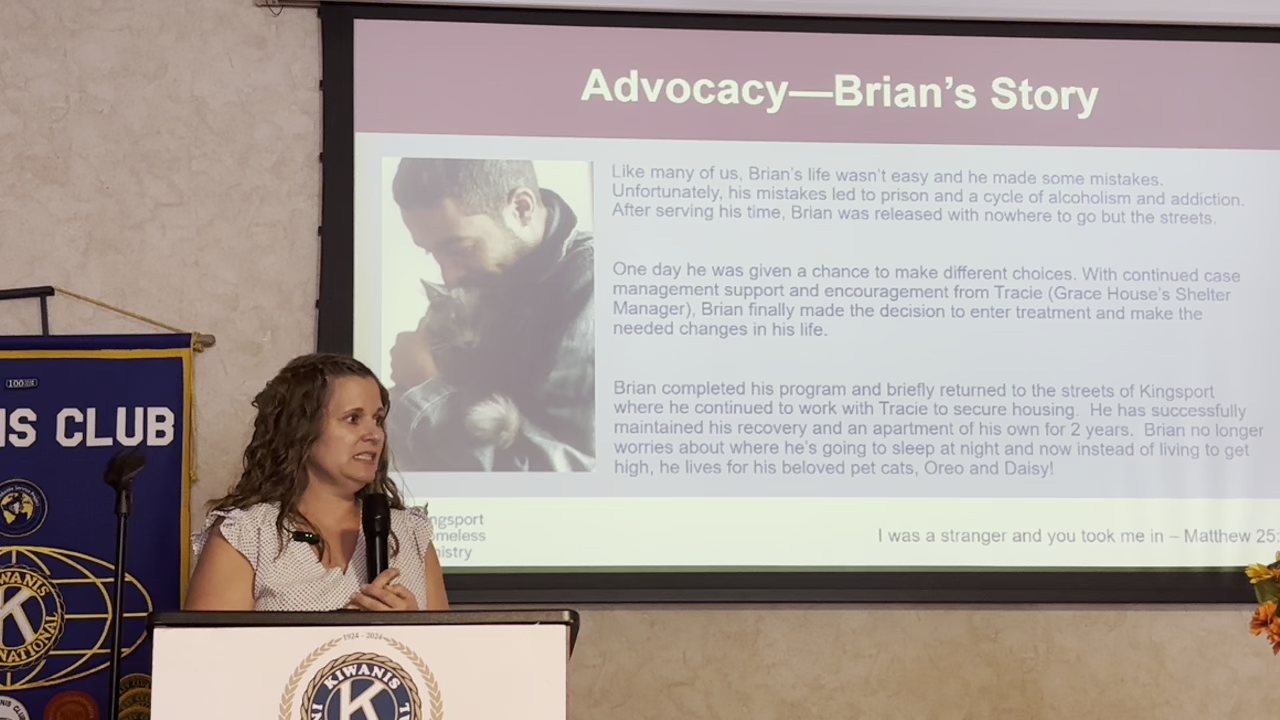 Advocacy—Brian's Story
Like many of us, Brian's life wasn't easy and he made some mistakes.
Unfortunately, his mistakes led to prison and a cycle of alcoholism and addiction.
After serving his time, Brian was released with nowhere to go but the streets.
One day he was given a chance to make different choices. With continued case
management support and encouragement from Tracie (Grace House's Shelter
Manager), Brian finally made the decision to enter treatment and make the
needed changes in his life.
Brian completed his program and briefly returned to the streets of Kingsport
where he continued to work with Tracie to secure housing. He has successfully
maintained his recovery and an apartment of his own for 2 years. Brian no longer
worries about where he's going to sleep at night and now instead of living to get
high, he lives for his beloved pet cats, Oreo and Daisy!
ngsport
meless
nistry
I was a stranger and you took me in – Matthew 25:
100
IS CLUB
WANIS
K
NATIONAL
1924 - 2024
KIWANIS
K